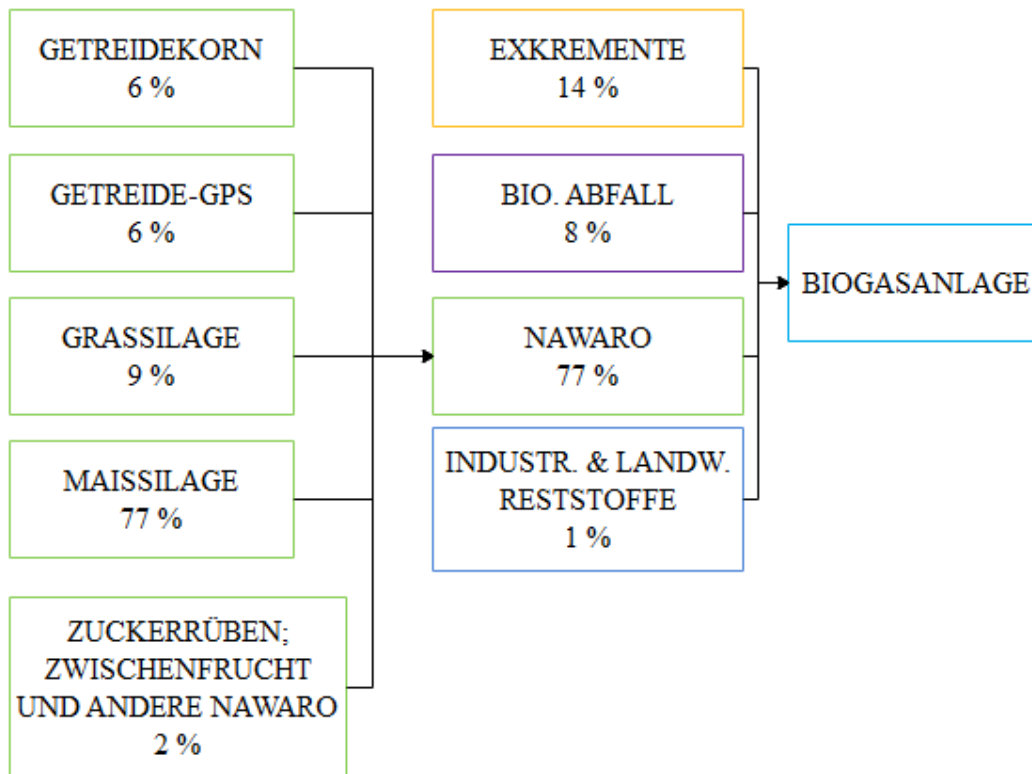 GETREIDEKORN
6 %
GETREIDE-GPS
6 %
GRASSILAGE
9 %
MAISSILAGE
77 %
ZUCKERRÜBEN;
ZWISCHENFRUCHT
UND ANDERE NAWARO
2 %
EXKREMENTE
14 %
BIO. ABFALL
8 %
NAWARO
77 %
INDUSTR. & LANDW.
RESTSTOFFE
1 %
BIOGASANLAGE